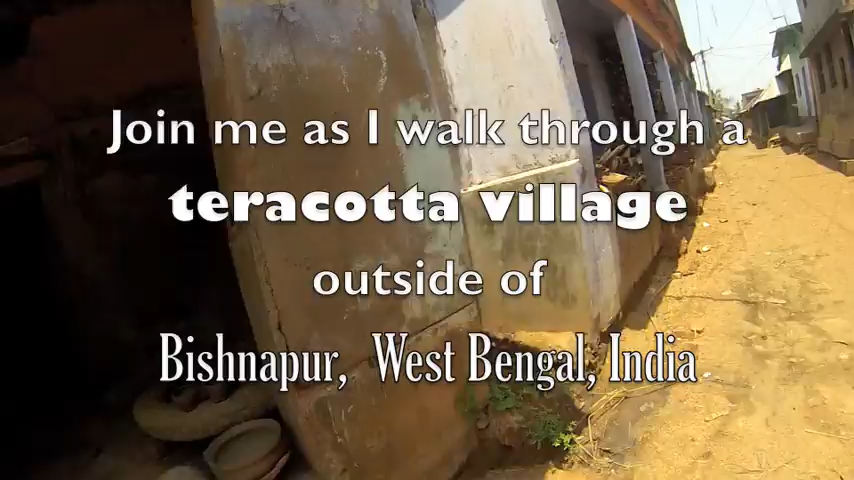 Join me as I walk through a
teracotta village
outside of
Bishnapur, West Bengal, India